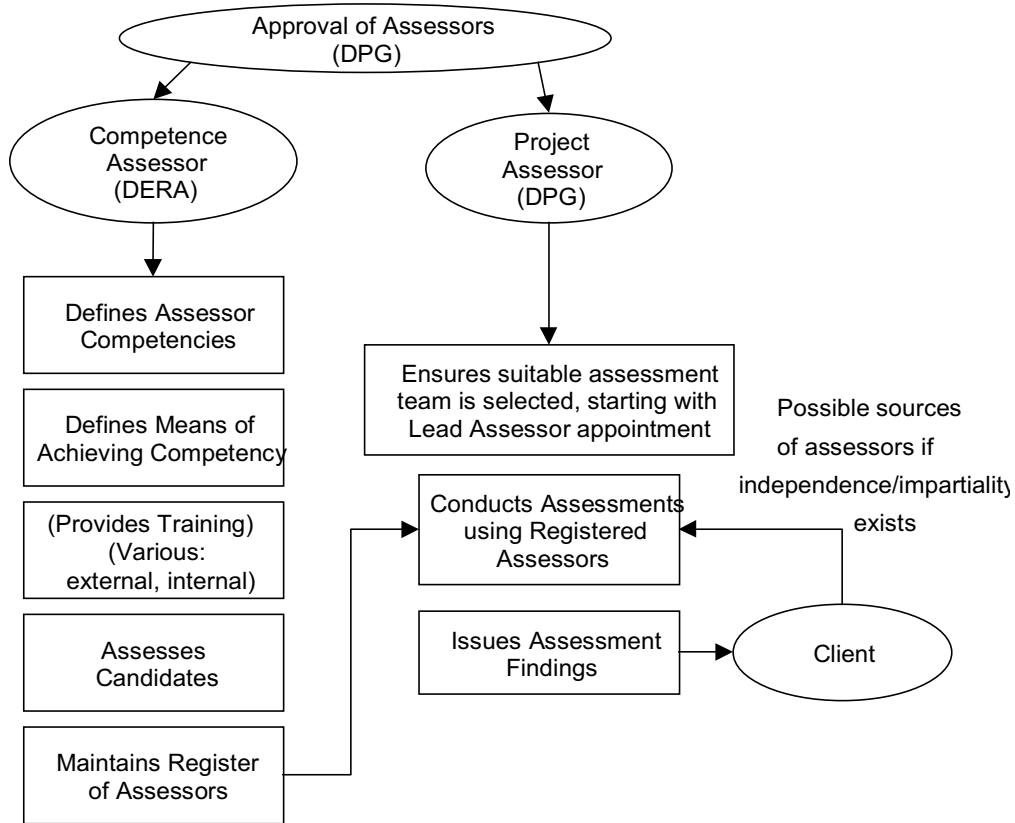 Approval of Assessors
(DPG)
Competence
Assessor
(DERA)
Project
Assessor
(DPG)
Defines Assessor
Competencies
Defines Means of
Achieving Competency
(Provides Training)
(Various:
external, internal)
Assesses
Candidates
Maintains Register
of Assessors
Ensures suitable assessment
team is selected, starting with
Lead Assessor appointment
Conducts Assessments
using Registered
Assessors
Issues Assessment
Findings
Possible sources
of assessors if
independence/impartiality
exists
Client